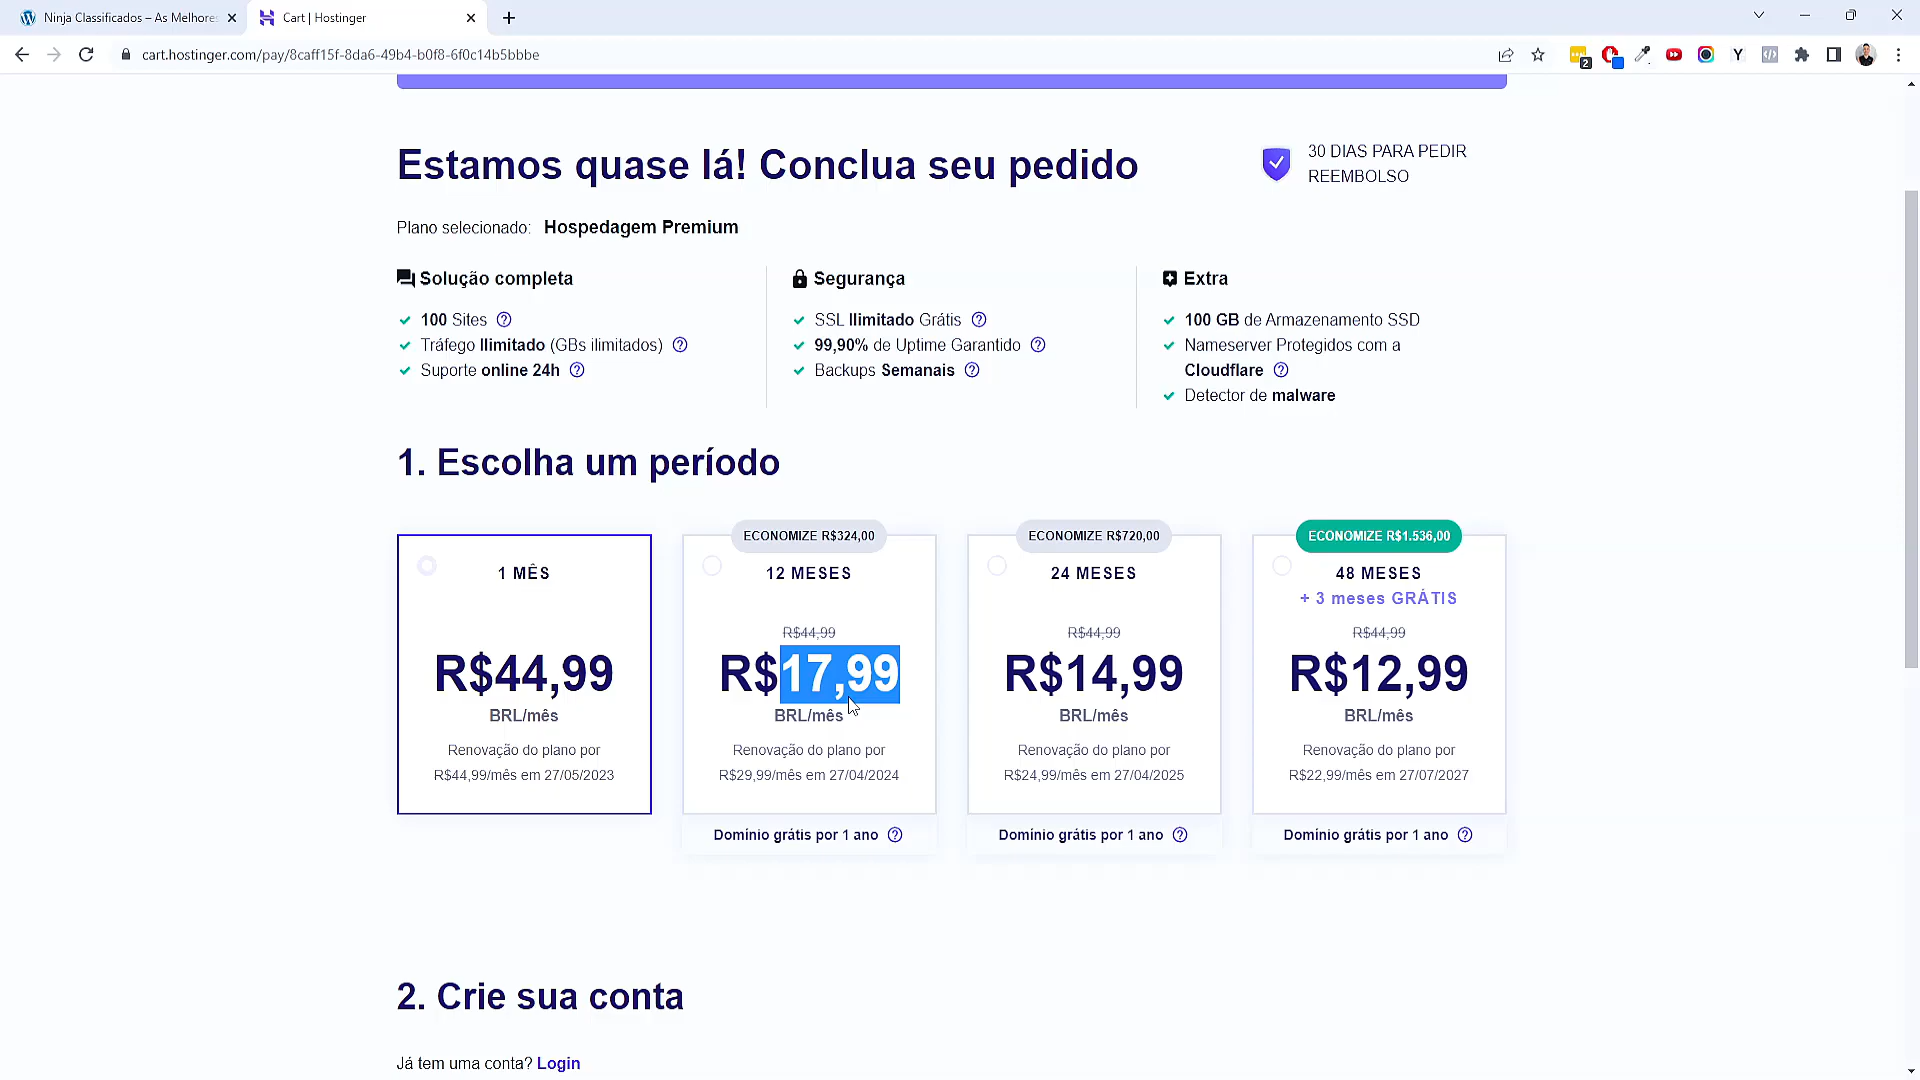 Ninja Classificados – As Melhores
Cart | Hostinger
cart.hostinger.com/pay/8caff15f-8da6-49b4-b0f8-6f0c14b5bbbe
2
Y
Estamos quase lá! Conclua seu pedido
30 DIAS PARA PEDIR
REEMBOLSO
Plano selecionado: Hospedagem Premium
Solução completa
100 Sites
Tráfego Ilimitado (GBs ilimitados)
Suporte online 24h
Segurança
SSL Ilimitado Grátis
99,90% de Uptime Garantido
Backups Semanais
Extra
100 GB de Armazenamento SSD
Nameserver Protegidos com a
Cloudflare
Detector de malware
1. Escolha um período
1 MÊS
R$44,99
BRL/mês
Renovação do plano por
R$44,99/mês em 27/05/2023
ECONOMIZE R$324,00
12 MESES
R$44,99
R$17,99
BRL/mês
Renovação do plano por
R$29,99/mês em 27/04/2024
Domínio grátis por 1 ano
ECONOMIZE R$720,00
24 MESES
R$44,99
R$14,99
BRL/mês
Renovação do plano por
R$24,99/mês em 27/04/2025
Domínio grátis por 1 ano
ECONOMIZE R$1.536,00
48 MESES
+ 3 meses GRÁTIS
R$44,99
R$12,99
BRL/mês
Renovação do plano por
R$22,99/mês em 27/07/2027
Domínio grátis por 1 ano
2. Crie sua conta
Já tem uma conta? Login